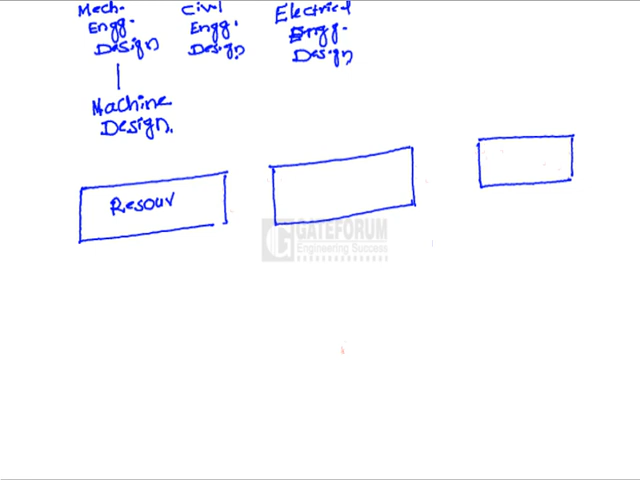 Mech. Civil Electrical
Engg. Engg. Engg.
Design Design Design
Machine
Design.
Resour
GATEFORUM
Engineering Success